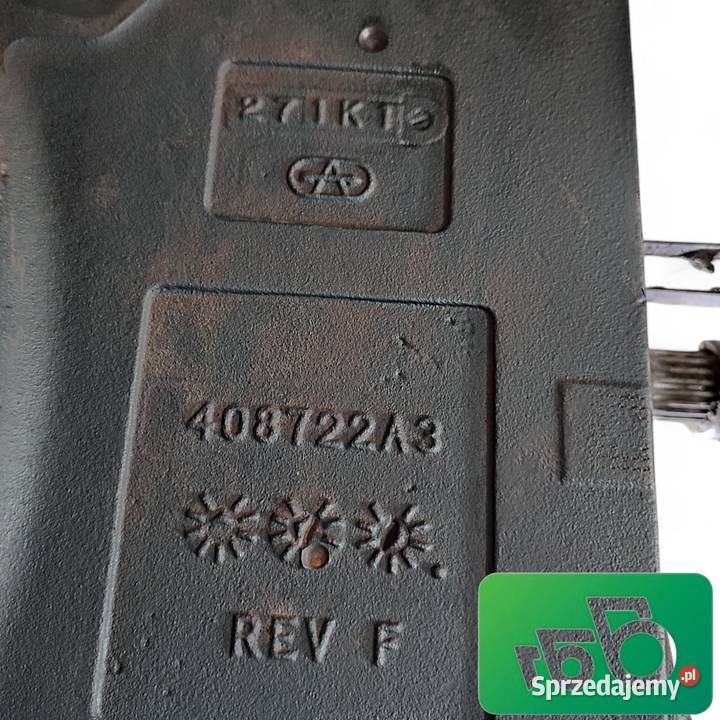 271KT
408722A3
REV F
Sprzedajemy.pl